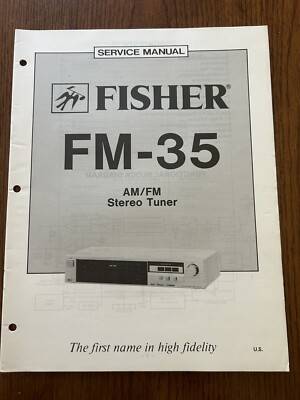 SERVICE MANUAL
FISHER®
FM-35
AM/FM
Stereo Tuner
The first name in high fidelity
U.S.